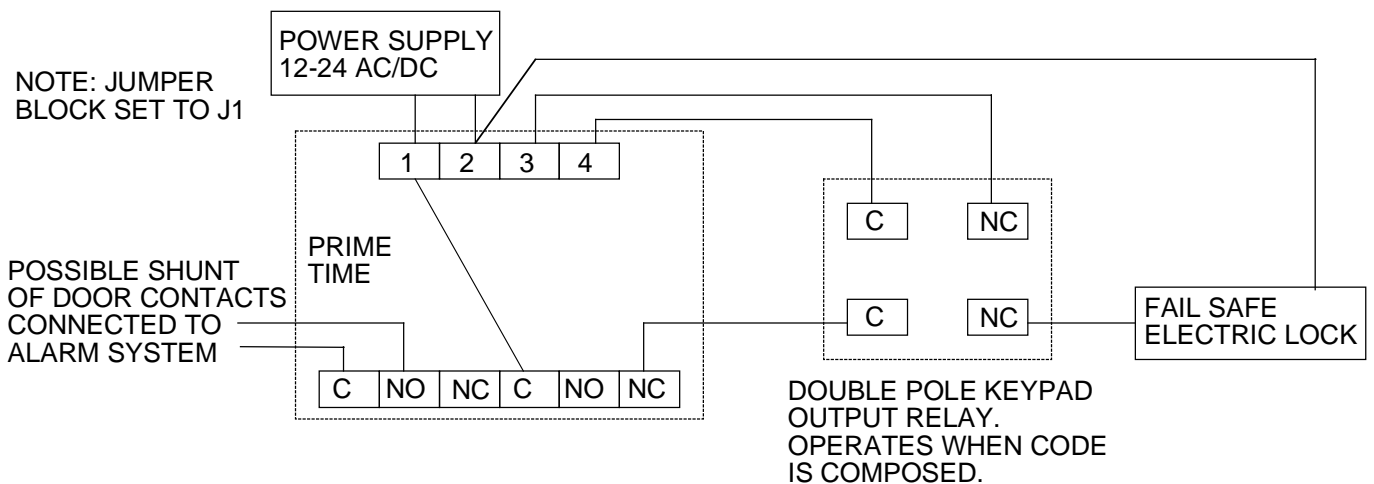 POWER SUPPLY
12-24 AC/DC
NOTE: JUMPER
BLOCK SET TO J1
1 2 3 4
C NC
PRIME
TIME
POSSIBLE SHUNT
OF DOOR CONTACTS
CONNECTED TO
ALARM SYSTEM
C NC
FAIL SAFE
ELECTRIC LOCK
C NO NC C NO NC
DOUBLE POLE KEYPAD
OUTPUT RELAY.
OPERATES WHEN CODE
IS COMPOSED.